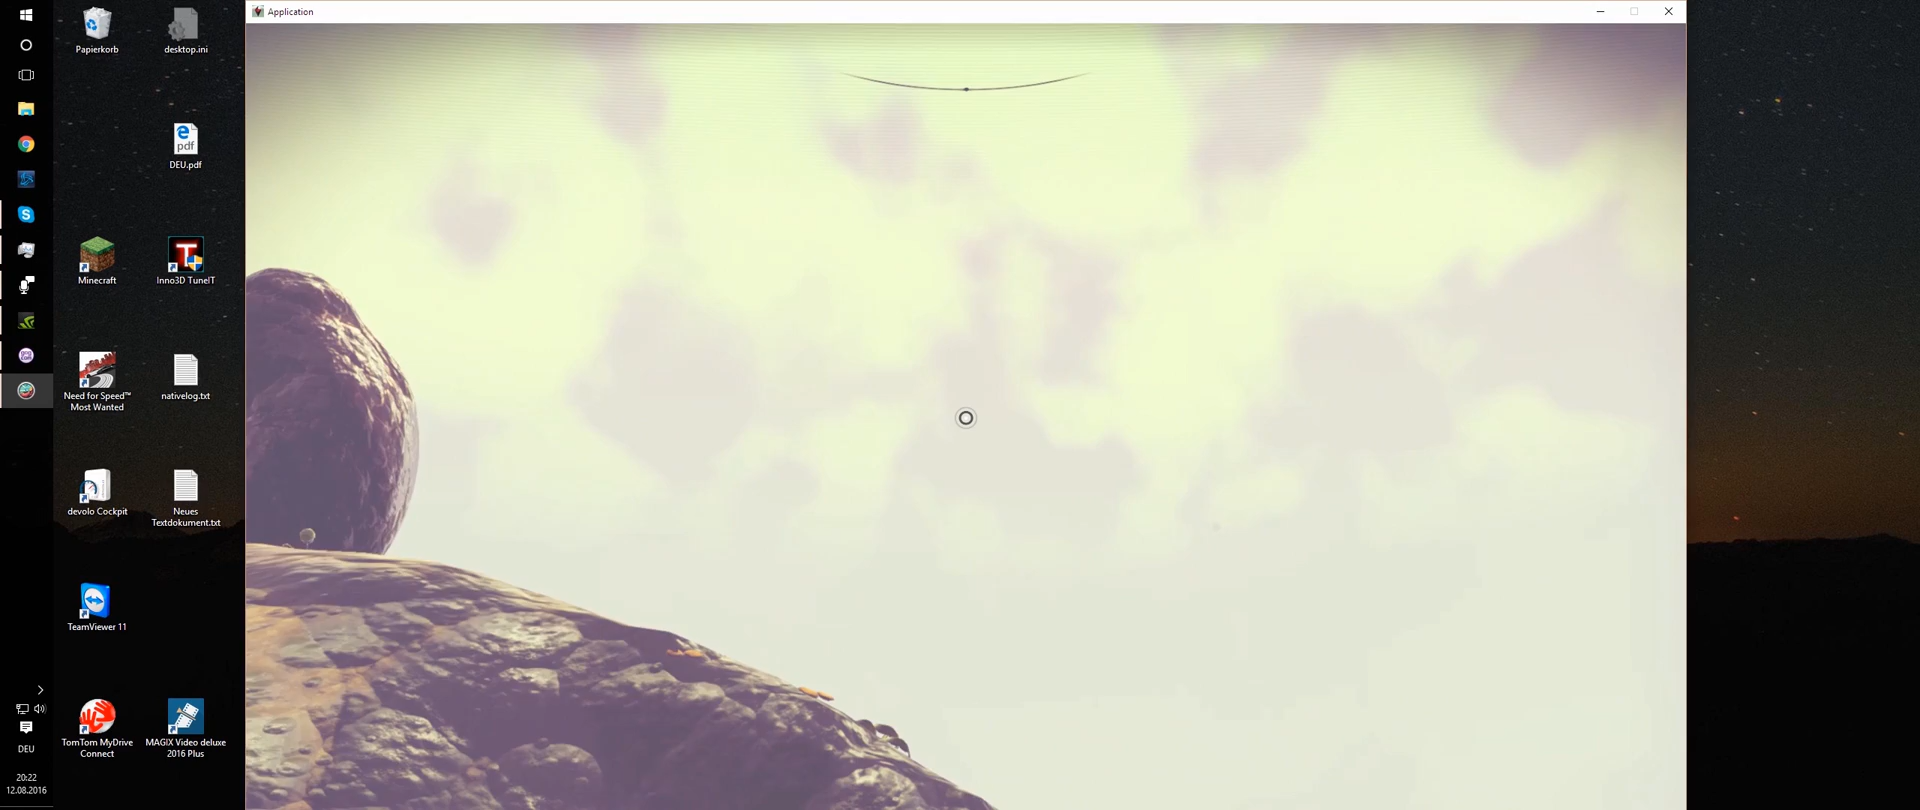 Application
Papierkorb
desktop.ini
pdf
DEU.pdf
Minecraft
Inno3D TuneIT
Need for Speed™
Most Wanted
nativelog.txt
devolo Cockpit
Neues
Textdokument.txt
TeamViewer 11
TomTom MyDrive
Connect
MAGIX Video deluxe
2016 Plus
DEU
20:22
12.08.2016